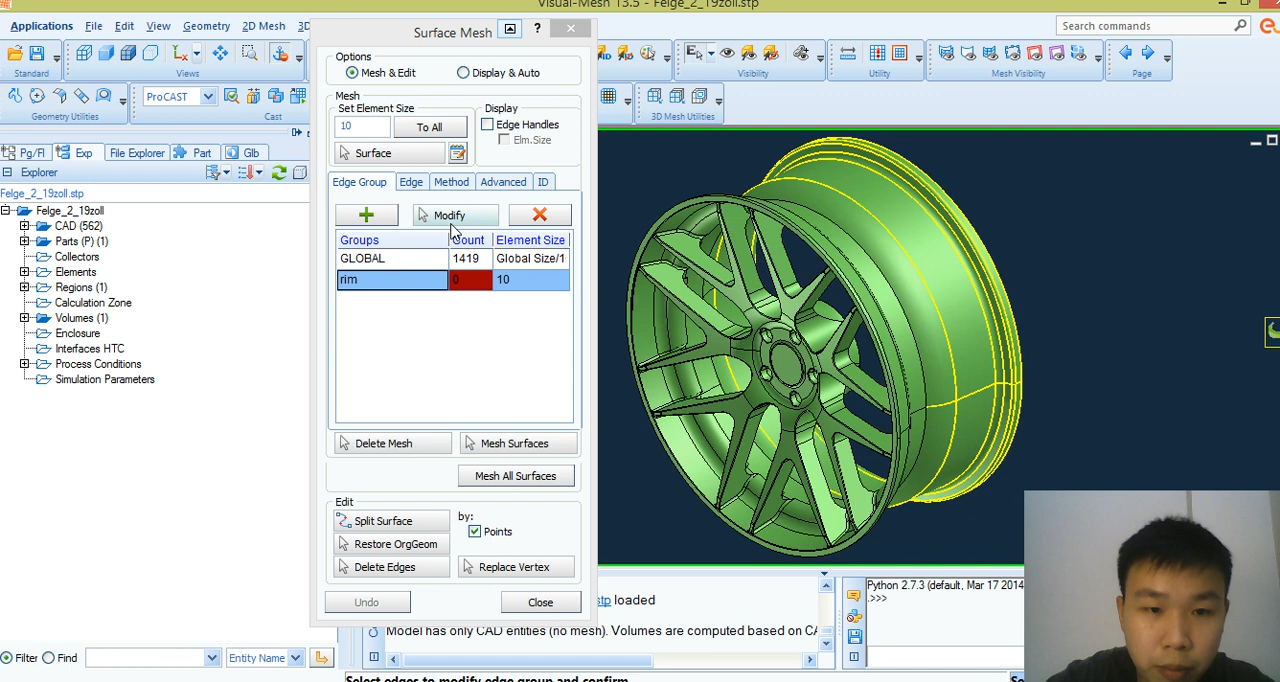 Visual-Mesh 13.5 - Felge_2_19zoll.stp
Applications File Edit View Geometry 2D Mesh 3D
Search commands
Standard Views Visibility Utility Mesh Visibility Page
ProCAST
Geometry Utilities Cast 3D Mesh Utilities
Pg/Fl Exp File Explorer Part Glb
Explorer
Felge_2_19zoll.stp
Felge_2_19zoll
CAD (562)
Parts (P) (1)
Collectors
Elements
Regions (1)
Calculation Zone
Volumes (1)
Enclosure
Interfaces HTC
Process Conditions
Simulation Parameters
Filter Find Entity Name
Surface Mesh ?
Options
Mesh & Edit Display & Auto
Mesh
Set Element Size Display
10 To All Edge Handles
Elm.Size
Surface
Edge Group Edge Method Advanced ID
Modify
Groups Count Element Size
GLOBAL 1419 Global Size/1
rim 0 10
Delete Mesh Mesh Surfaces
Mesh All Surfaces
Edit
Split Surface by:
Points
Restore OrgGeom
Delete Edges Replace Vertex
Undo Close
stp loaded
Model has only CAD entities (no mesh). Volumes are computed based on CA
Python 2.7.3 (default, Mar 17 2014
.>>>
Select edges to modify edge group and confirm